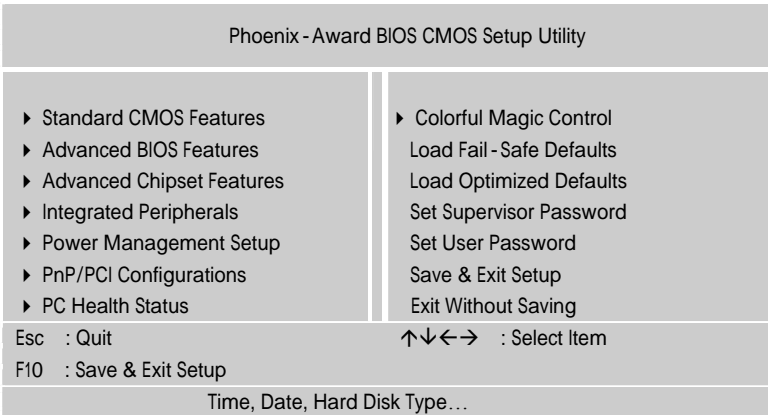 Phoenix - Award BIOS CMOS Setup Utility
Standard CMOS Features
Advanced BIOS Features
Advanced Chipset Features
Integrated Peripherals
Power Management Setup
PnP/PCI Configurations
PC Health Status
Colorful Magic Control
Load Fail - Safe Defaults
Load Optimized Defaults
Set Supervisor Password
Set User Password
Save & Exit Setup
Exit Without Saving
Esc : Quit
F10 : Save & Exit Setup
↑↓←→ : Select Item
Time, Date, Hard Disk Type…